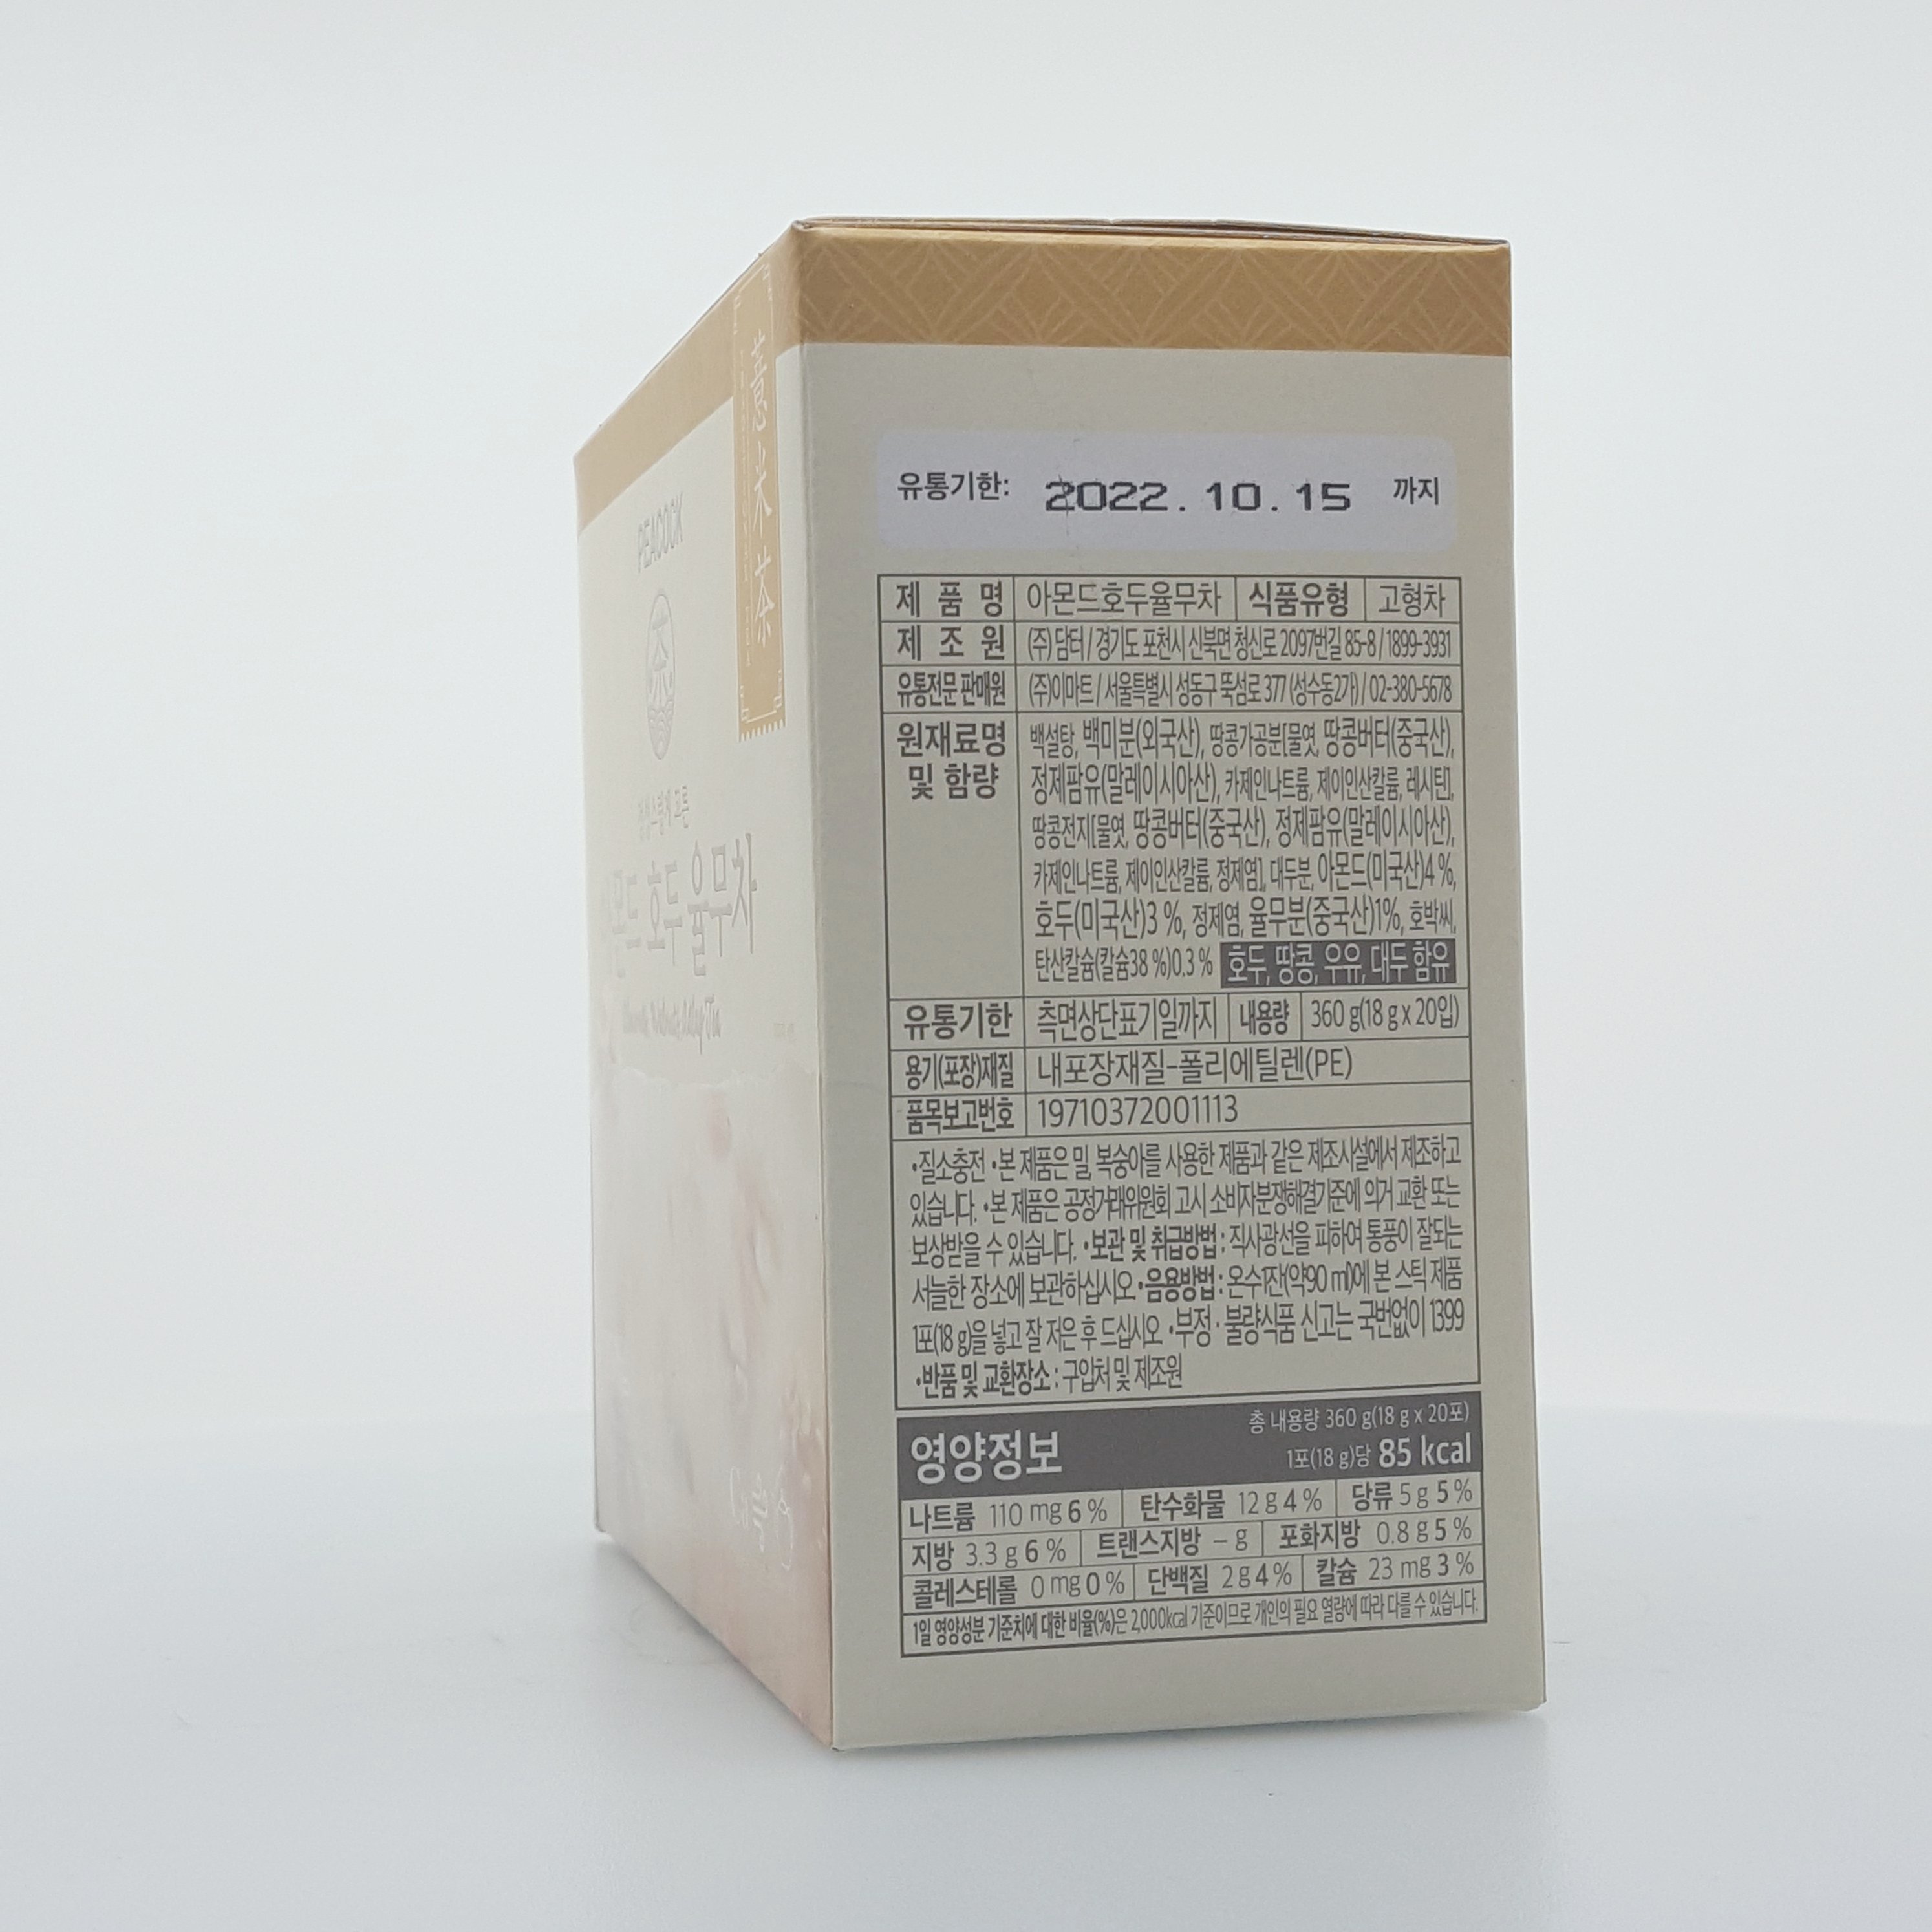 薏米茶
PEACOCK
茶
몬드 호두 율무차
유통기한: 2022.10.15 까지
제 품 명 아몬드호두율무차 식품유형 고형차
제 조 원 (주) 담터 / 경기도 포천시 신북면 청신로 2097번길 85-8 / 1899-3931
유통전문 판매원 (주)이마트 / 서울특별시 성동구 뚝섬로 377 (성수동2가) / 02-380-5678
원재료명 백설탕, 백미분(외국산), 땅콩가공분[물엿, 땅콩버터(중국산),
및 함량 정제팜유(말레이시아산), 카제인나트륨, 제이인산칼륨, 레시틴],
땅콩전지[물엿, 땅콩버터(중국산), 정제팜유(말레이시아산),
카제인나트륨, 제이인산칼륨, 정제염], 대두분, 아몬드(미국산)4 %,
호두(미국산)3 %, 정제염, 율무분(중국산)1%, 호박씨,
탄산칼슘(칼슘38 %)0.3 % 호두, 땅콩, 우유, 대두 함유
유통기한 측면상단표기일까지 내용량 360 g(18 g x 20입)
용기(포장)재질 내포장재질-폴리에틸렌(PE)
품목보고번호 19710372001113
•질소충전 •본 제품은 밀, 복숭아를 사용한 제품과 같은 제조시설에서 제조하고
있습니다. •본 제품은 공정거래위원회 고시 소비자분쟁해결기준에 의거 교환 또는
보상받을 수 있습니다. •보관 및 취급방법 : 직사광선을 피하여 통풍이 잘되는
서늘한 장소에 보관하십시오 •음용방법 : 온수1잔(약90 ml)에 본 스틱 제품
1포(18 g)을 넣고 잘 저은 후 드십시오. •부정·불량식품 신고는 국번없이 1399
•반품 및 교환장소 : 구입처 및 제조원
총 내용량 360 g(18 g x 20포)
영양정보 1포(18 g)당 85 kcal
나트륨 110 mg 6 % 탄수화물 12 g 4 % 당류 5 g 5 %
지방 3.3 g 6 % 트랜스지방 – g 포화지방 0.8 g 5 %
콜레스테롤 0 mg 0 % 단백질 2 g 4 % 칼슘 23 mg 3 %
1일 영양성분 기준치에 대한 비율(%)은 2,000kcal 기준이므로 개인의 필요 열량에 따라 다를 수 있습니다.